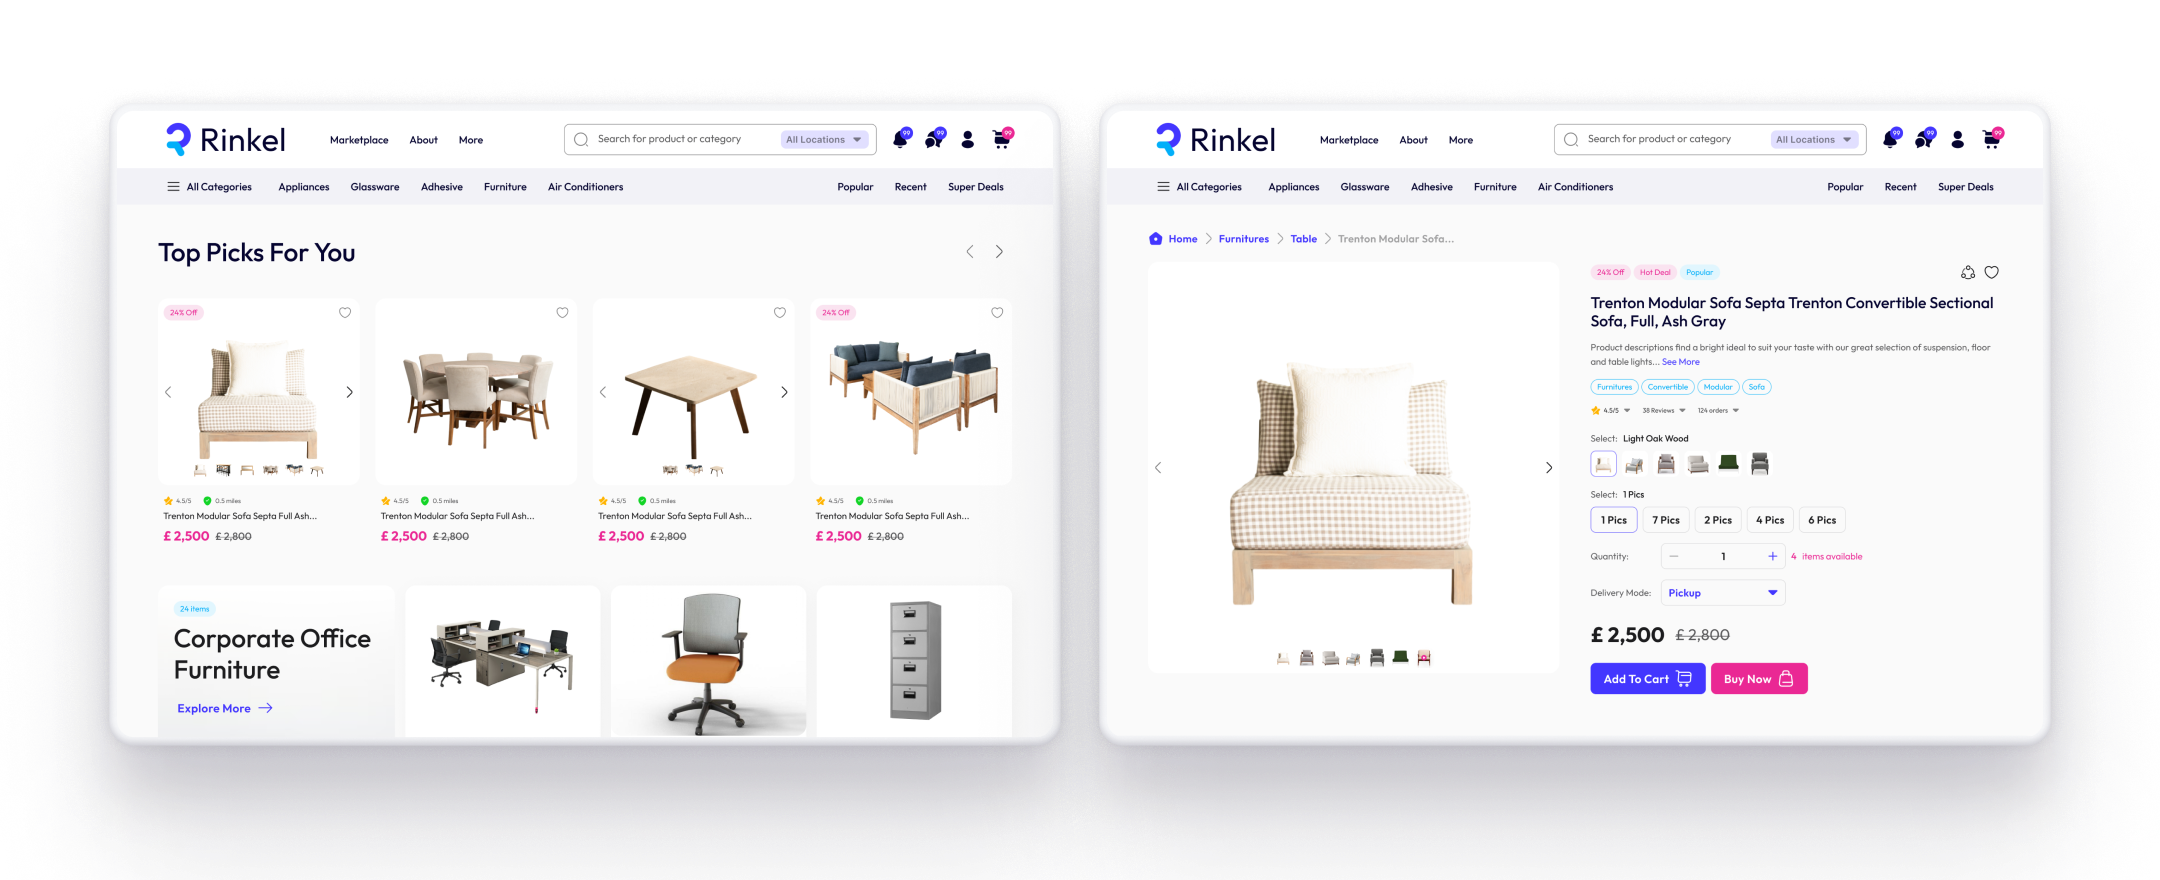 Rinkel
Marketplace About More
Search for product or category All Locations
99 99 99
All Categories Appliances Glassware Adhesive Furniture Air Conditioners Popular Recent Super Deals
Top Picks For You
24% Off 24% Off
4.5/5 0.5 miles 4.5/5 0.5 miles 4.5/5 0.5 miles 4.5/5 0.5 miles
Trenton Modular Sofa Septa Full Ash... Trenton Modular Sofa Septa Full Ash... Trenton Modular Sofa Septa Full Ash... Trenton Modular Sofa Septa Full Ash...
£ 2,500 £ 2,800 £ 2,500 £ 2,800 £ 2,500 £ 2,800 £ 2,500 £ 2,800
24 items
Corporate Office
Furniture
Explore More
Rinkel
Marketplace About More
Search for product or category All Locations
99 99 99
All Categories Appliances Glassware Adhesive Furniture Air Conditioners Popular Recent Super Deals
Home Furnitures Table Trenton Modular Sofa...
24% Off Hot Deal Popular
Trenton Modular Sofa Septa Trenton Convertible Sectional
Sofa, Full, Ash Gray
Product descriptions find a bright ideal to suit your taste with our great selection of suspension, floor
and table lights... See More
Furnitures Convertible Modular Sofa
4.5/5 38 Reviews 124 orders
Select: Light Oak Wood
Select: 1 Pics
1 Pics 7 Pics 2 Pics 4 Pics 6 Pics
Quantity: − 1 + 4 items available
Delivery Mode: Pickup
£ 2,500 £ 2,800
Add To Cart Buy Now